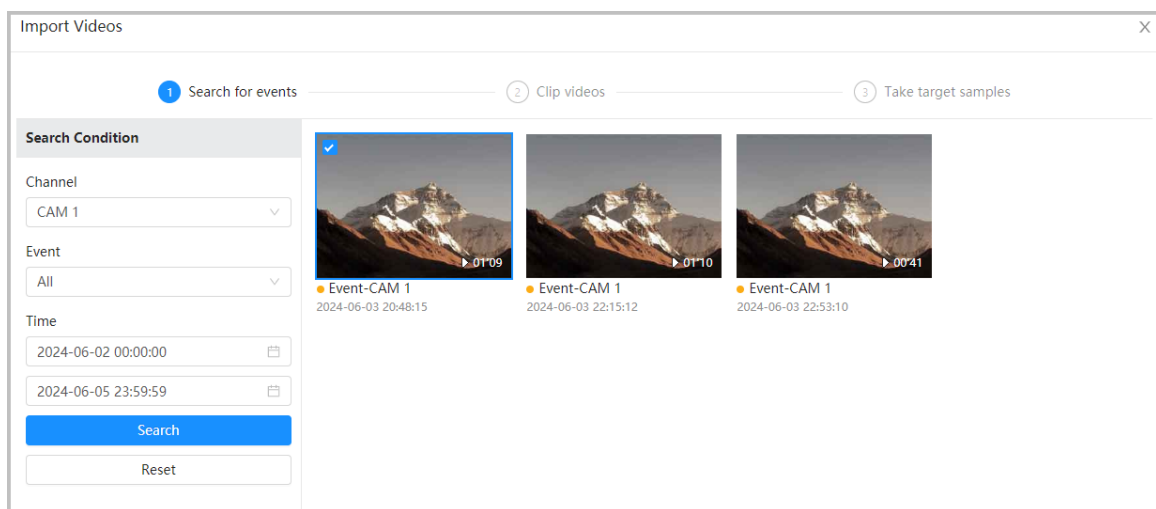 Import Videos
X
1 Search for events
2 Clip videos
3 Take target samples
Search Condition
Channel
CAM 1
Event
All
Time
2024-06-02 00:00:00
2024-06-05 23:59:59
Search
Reset
01'09
01'10
00'41
Event-CAM 1
2024-06-03 20:48:15
Event-CAM 1
2024-06-03 22:15:12
Event-CAM 1
2024-06-03 22:53:10